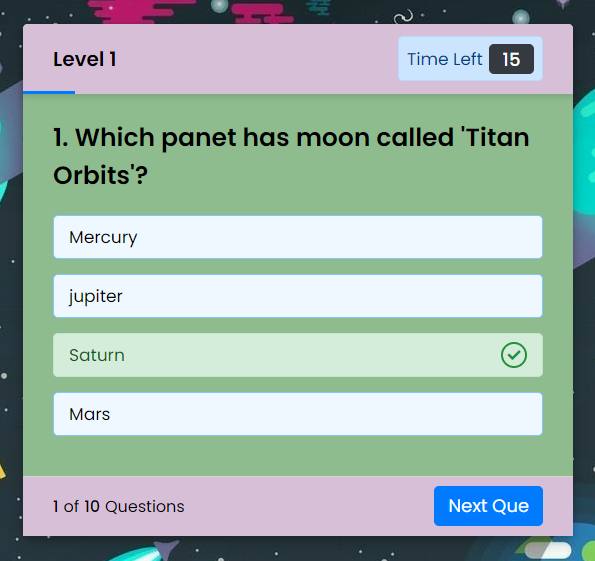 Level 1
Time Left 15
1. Which panet has moon called 'Titan
Orbits'?
Mercury
jupiter
Saturn
Mars
1 of 10 Questions
Next Que